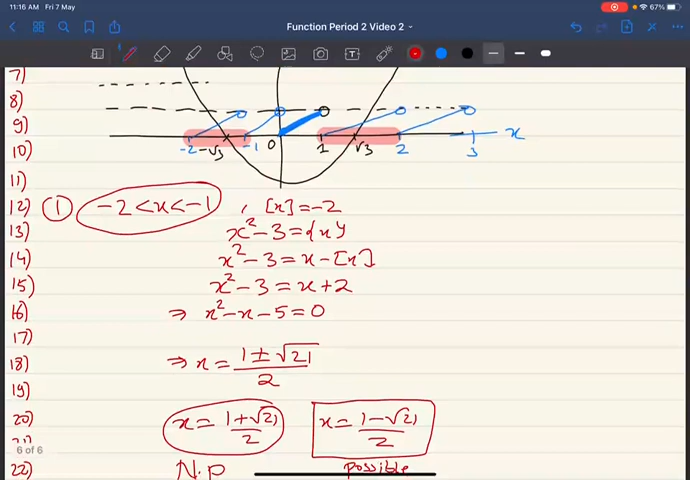 11:16 AM Fri 7 May
67%
Function Period 2 Video 2
7)
8)
9)
10)
-2 -√3 -1 0 1 √3 2 3 x
11)
12) ① -2<x<-1 , [x]=-2
13) x²-3={x}
14) x²-3=x-[x]
15) x²-3=x+2
16) ⇒ x²-x-5=0
17)
18) ⇒ x=(1±√21)/2
19)
20) x=(1+√21)/2 x=(1-√21)/2
6 of 6
22) N.P possible